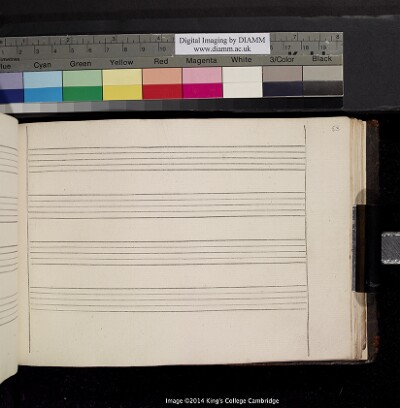 Digital Imaging by DIAMM
www.diamm.ac.uk
Cyan Green Yellow Red Magenta White 3/Color Black
Image ©2014 King's College Cambridge